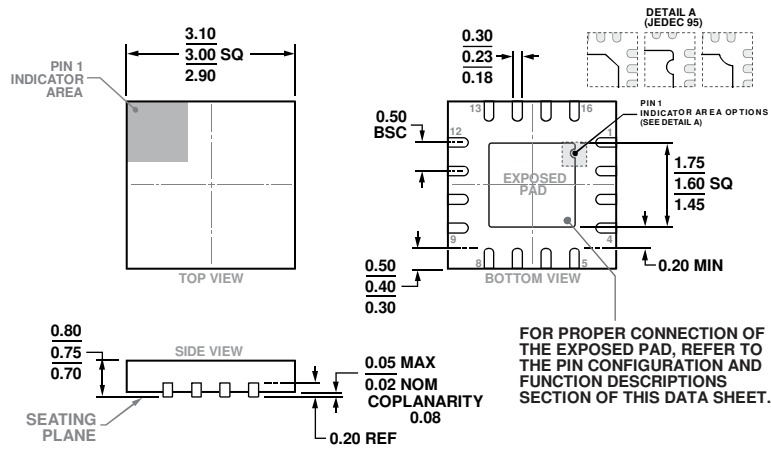 DETAIL A
(JEDEC 95)
3.10
3.00 SQ
2.90
0.30
0.23
0.18
PIN 1
INDICATOR
AREA
PIN 1
INDICATOR AREA OPTIONS
(SEE DETAIL A)
0.50
BSC
13
16
12
1
EXPOSED
PAD
1.75
1.60 SQ
1.45
9
4
8
5
TOP VIEW
BOTTOM VIEW
0.20 MIN
0.50
0.40
0.30
FOR PROPER CONNECTION OF
THE EXPOSED PAD, REFER TO
THE PIN CONFIGURATION AND
FUNCTION DESCRIPTIONS
SECTION OF THIS DATA SHEET.
0.80
0.75
0.70
SIDE VIEW
0.05 MAX
0.02 NOM
COPLANARITY
0.08
SEATING
PLANE
0.20 REF